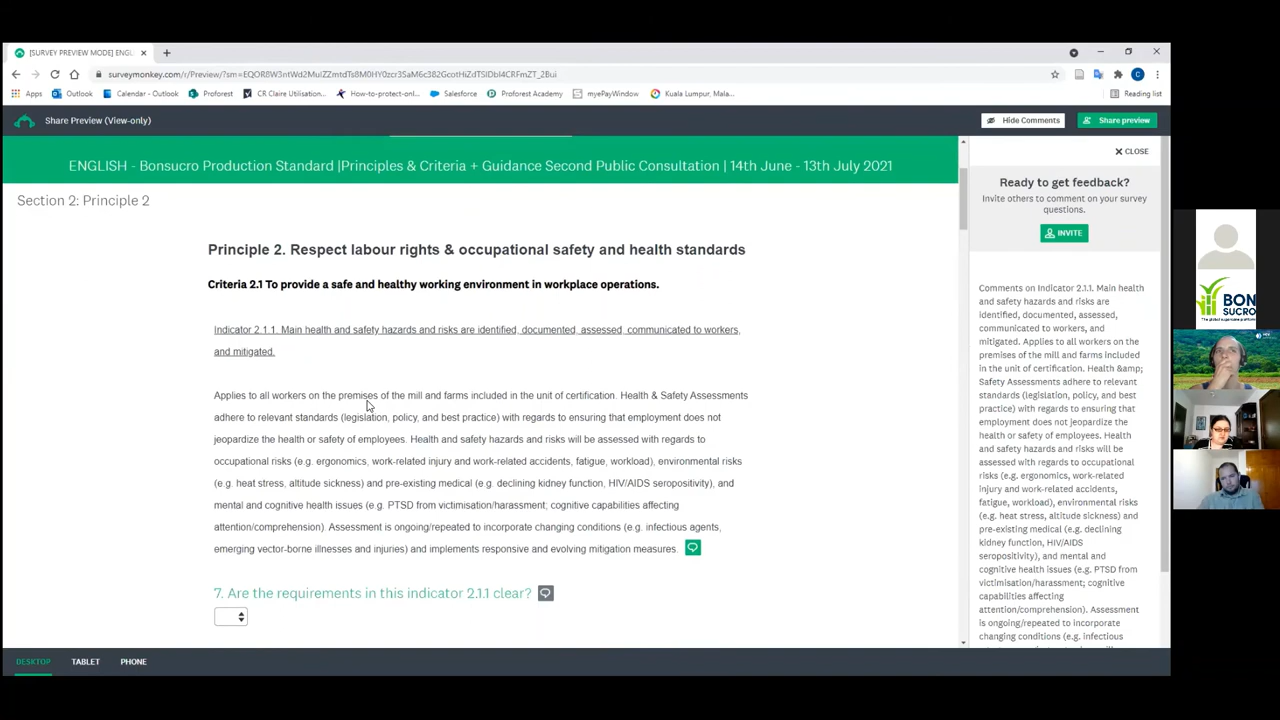 [SURVEY PREVIEW MODE] ENGL
surveymonkey.com/r/Preview/?sm=
Apps
Outlook
Calendar - Outlook
Proforest
CR Claire Utilisation...
How-to-protect-onl...
Salesforce
Proforest Academy
myePayWindow
Kuala Lumpur, Mala...
Reading list
Share Preview (View-only)
Hide Comments
Share preview
ENGLISH - Bonsucro Production Standard |Principles & Criteria + Guidance Second Public Consultation | 14th June - 13th July 2021
Section 2: Principle 2
Principle 2. Respect labour rights & occupational safety and health standards
Criteria 2.1 To provide a safe and healthy working environment in workplace operations.
Indicator 2.1.1. Main health and safety hazards and risks are identified, documented, assessed, communicated to workers,
and mitigated.
Applies to all workers on the premises of the mill and farms included in the unit of certification. Health & Safety Assessments
adhere to relevant standards (legislation, policy, and best practice) with regards to ensuring that employment does not
jeopardize the health or safety of employees. Health and safety hazards and risks will be assessed with regards to
occupational risks (e.g. ergonomics, work-related injury and work-related accidents, fatigue, workload), environmental risks
(e.g. heat stress, altitude sickness) and pre-existing medical (e.g. declining kidney function, HIV/AIDS seropositivity), and
mental and cognitive health issues (e.g. PTSD from victimisation/harassment; cognitive capabilities affecting
attention/comprehension). Assessment is ongoing/repeated to incorporate changing conditions (e.g. infectious agents,
emerging vector-borne illnesses and injuries) and implements responsive and evolving mitigation measures.
7. Are the requirements in this indicator 2.1.1 clear?
CLOSE
Ready to get feedback?
Invite others to comment on your survey
questions.
INVITE
Comments on Indicator 2.1.1. Main health
and safety hazards and risks are
identified, documented, assessed,
communicated to workers, and
mitigated. Applies to all workers on the
premises of the mill and farms included
in the unit of certification. Health &amp;
Safety Assessments adhere to relevant
standards (legislation, policy, and best
practice) with regards to ensuring that
employment does not jeopardize the
health or safety of employees. Health
and safety hazards and risks will be
assessed with regards to occupational
risks (e.g. ergonomics, work-related
injury and work-related accidents,
fatigue, workload), environmental risks
(e.g. heat stress, altitude sickness) and
pre-existing medical (e.g. declining
kidney function, HIV/AIDS
seropositivity), and mental and
cognitive health issues (e.g. PTSD from
victimisation/harassment; cognitive
capabilities affecting
attention/comprehension). Assessment
is ongoing/repeated to incorporate
changing conditions (e.g. infectious
DESKTOP
TABLET
PHONE
BON
SUCRO
The global sugarcane platform